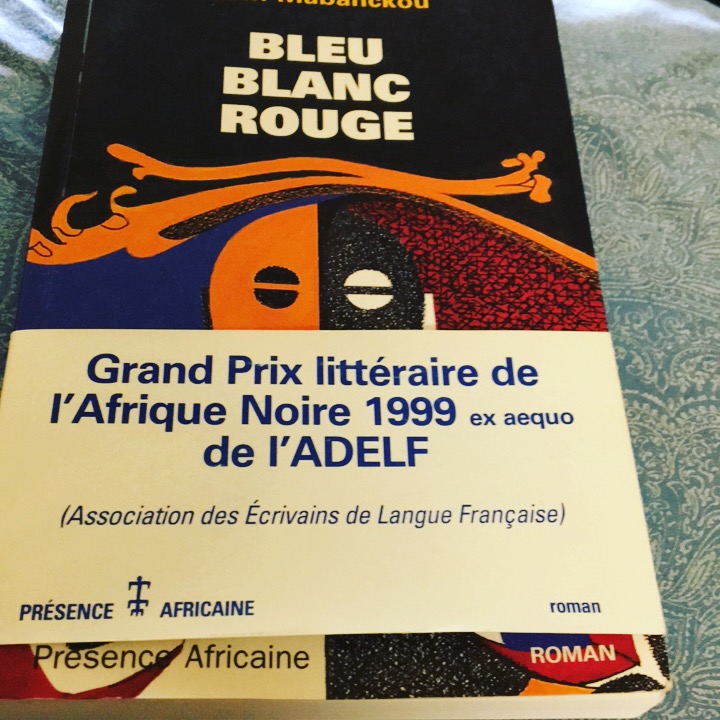 Mabanckou
BLEU
BLANC
ROUGE
Grand Prix littéraire de
l'Afrique Noire 1999 ex aequo
de l'ADELF
(Association des Écrivains de Langue Française)
PRÉSENCE AFRICAINE
roman
Présence Africaine
ROMAN